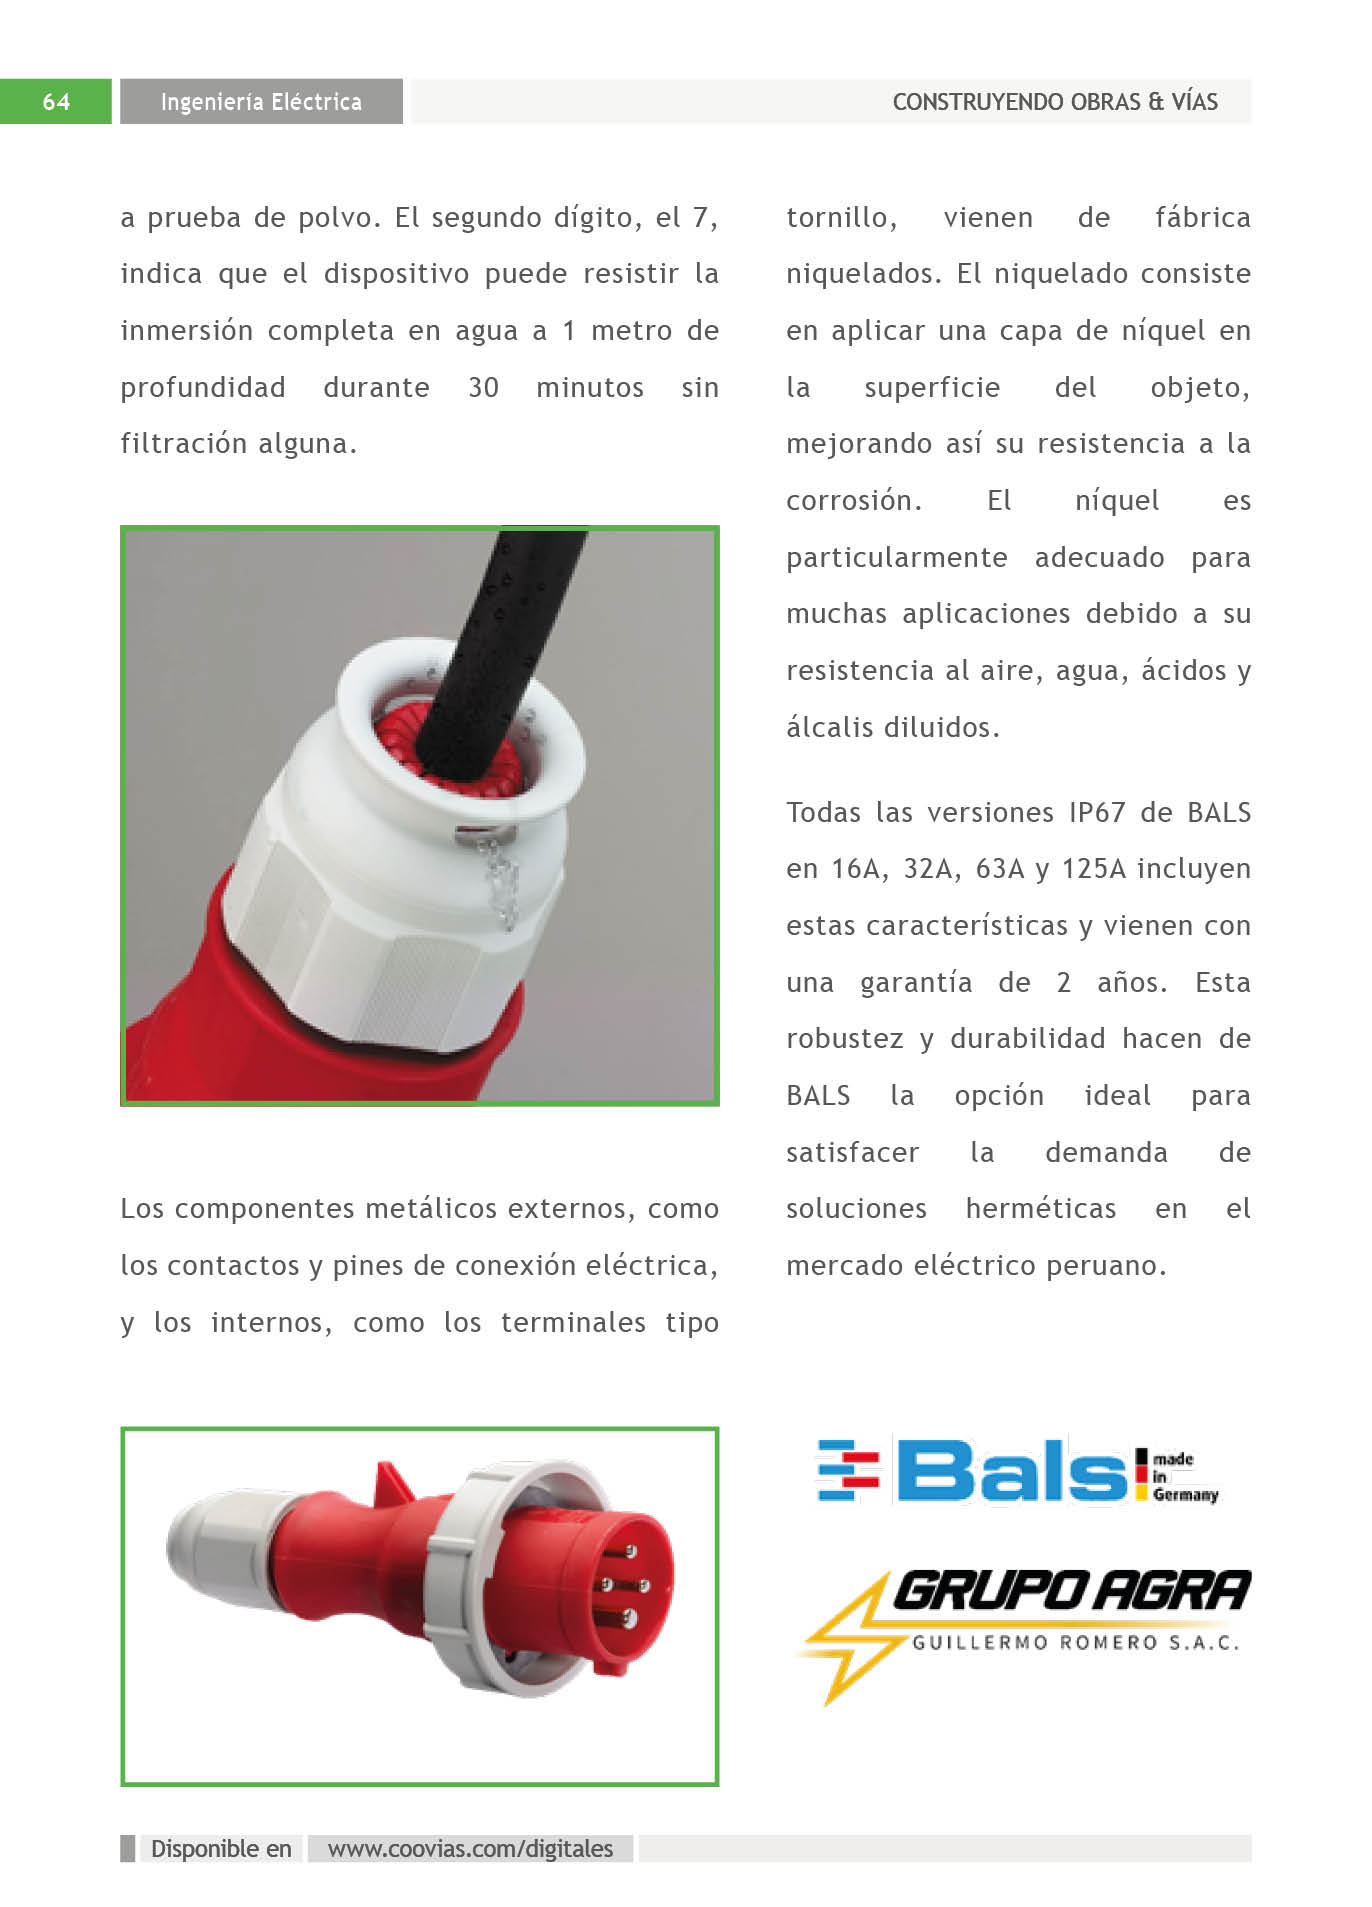 64
Ingeniería Eléctrica
CONSTRUYENDO OBRAS & VÍAS
a prueba de polvo. El segundo dígito, el 7,
indica que el dispositivo puede resistir la
inmersión completa en agua a 1 metro de
profundidad durante 30 minutos sin
filtración alguna.
Los componentes metálicos externos, como
los contactos y pines de conexión eléctrica,
y los internos, como los terminales tipo
tornillo, vienen de fábrica
niquelados. El niquelado consiste
en aplicar una capa de níquel en
la superficie del objeto,
mejorando así su resistencia a la
corrosión. El níquel es
particularmente adecuado para
muchas aplicaciones debido a su
resistencia al aire, agua, ácidos y
álcalis diluidos.
Todas las versiones IP67 de BALS
en 16A, 32A, 63A y 125A incluyen
estas características y vienen con
una garantía de 2 años. Esta
robustez y durabilidad hacen de
BALS la opción ideal para
satisfacer la demanda de
soluciones herméticas en el
mercado eléctrico peruano.
Bals
made
in
Germany
GRUPO AGRA
GUILLERMO ROMERO S.A.C.
Disponible en
www.coovias.com/digitales